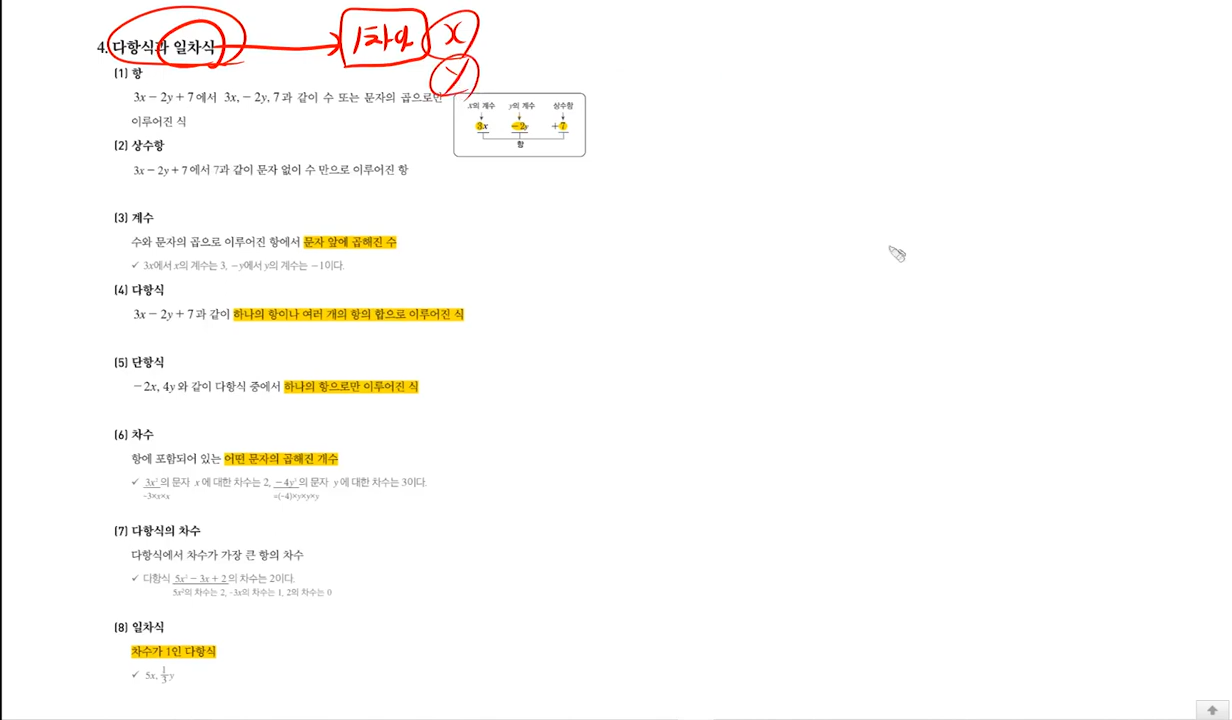 4. 다항식과 일차식
1차식 x
y
(1) 항
3x − 2y + 7 에서 3x, − 2y, 7 과 같이 수 또는 문자의 곱으로만
이루어진 식
x의 계수 y의 계수 상수항
3x −2y +7
항
(2) 상수항
3x − 2y + 7 에서 7과 같이 문자 없이 수 만으로 이루어진 항
(3) 계수
수와 문자의 곱으로 이루어진 항에서 문자 앞에 곱해진 수
✓ 3x에서 x의 계수는 3, −y에서 y의 계수는 −1이다.
(4) 다항식
3x − 2y + 7 과 같이 하나의 항이나 여러 개의 항의 합으로 이루어진 식
(5) 단항식
− 2x, 4y 와 같이 다항식 중에서 하나의 항으로만 이루어진 식
(6) 차수
항에 포함되어 있는 어떤 문자의 곱해진 개수
✓ 3x²의 문자 x 에 대한 차수는 2, −4y³의 문자 y 에 대한 차수는 3이다.
-3×x×x =(-4)×y×y×y
(7) 다항식의 차수
다항식에서 차수가 가장 큰 항의 차수
✓ 다항식 5x² − 3x + 2의 차수는 2이다.
5x²의 차수는 2, -3x의 차수는 1, 2의 차수는 0
(8) 일차식
차수가 1인 다항식
✓ 5x, 1/3 y